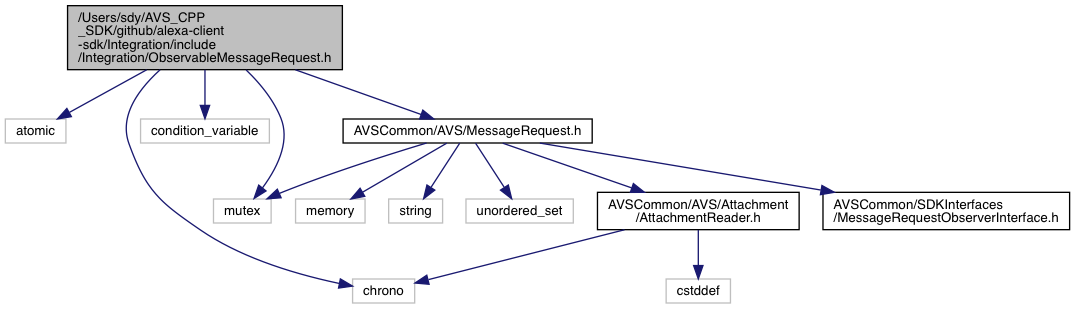 /Users/sdy/AVS_CPP
_SDK/github/alexa-client
-sdk/Integration/include
/Integration/ObservableMessageRequest.h
atomic
condition_variable
AVSCommon/AVS/MessageRequest.h
mutex
memory
string
unordered_set
AVSCommon/AVS/Attachment
/AttachmentReader.h
AVSCommon/SDKInterfaces
/MessageRequestObserverInterface.h
chrono
cstddef